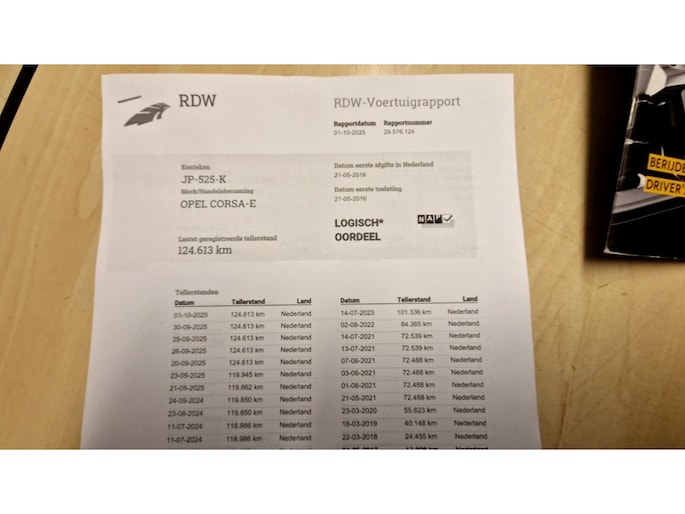 RDW
RDW-Voertuigrapport
Rapportdatum Rapportnummer
01-10-2025 29.576.124
Kenteken
JP-525-K
Merk/Handelsbenaming
OPEL CORSA-E
Laatst geregistreerde tellerstand
124.613 km
Datum eerste afgifte in Nederland
21-05-2016
Datum eerste toelating
21-05-2016
LOGISCH*
OORDEEL
NAP
Tellerstanden
Datum Tellerstand Land
01-10-2025 124.613 km Nederland
30-09-2025 124.613 km Nederland
29-09-2025 124.613 km Nederland
26-09-2025 124.613 km Nederland
20-09-2025 124.613 km Nederland
23-05-2025 119.945 km Nederland
21-05-2025 119.862 km Nederland
24-09-2024 119.850 km Nederland
23-08-2024 119.850 km Nederland
11-07-2024 118.986 km Nederland
11-07-2024 118.986 km Nederland
Datum Tellerstand Land
14-07-2023 101.336 km Nederland
02-08-2022 84.365 km Nederland
14-07-2021 72.539 km Nederland
13-07-2021 72.539 km Nederland
07-06-2021 72.488 km Nederland
03-06-2021 72.488 km Nederland
01-06-2021 72.488 km Nederland
21-05-2021 72.488 km Nederland
23-03-2020 55.623 km Nederland
18-03-2019 40.148 km Nederland
22-03-2018 24.455 km Nederland
BERIJDE
DRIVER'S